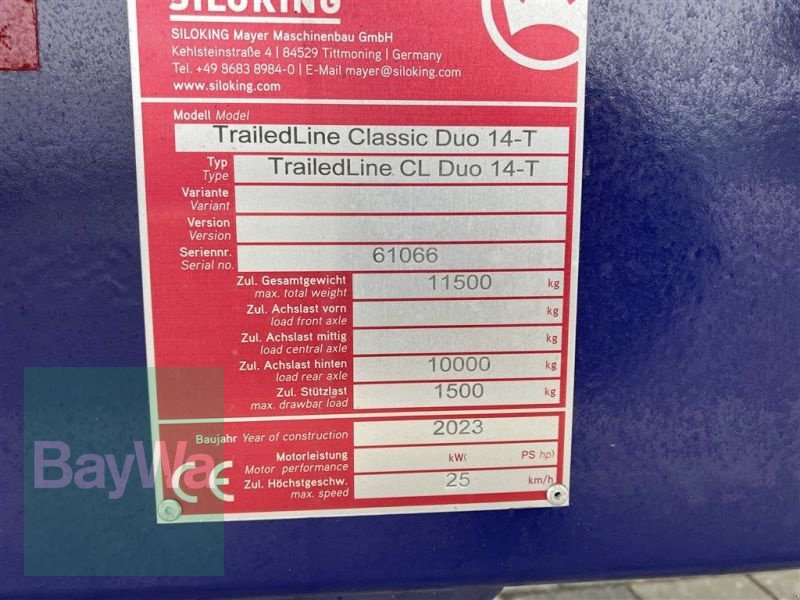 SILOKING
SILOKING Mayer Maschinenbau GmbH
Kehlsteinstraße 4 | 84529 Tittmoning | Germany
Tel. +49 8683 8984-0 | E-Mail mayer@siloking.com
www.siloking.com
Modell Model
TrailedLine Classic Duo 14-T
Typ
Type
TrailedLine CL Duo 14-T
Variante
Variant
Version
Version
Seriennr.
Serial no.
61066
Zul. Gesamtgewicht
max. total weight
11500 kg
Zul. Achslast vorn
load front axle
kg
Zul. Achslast mittig
load central axle
kg
Zul. Achslast hinten
load rear axle
10000 kg
Zul. Stützlast
max. drawbar load
1500 kg
Baujahr Year of construction
2023
Motorleistung
Motor performance
kW( PS hp)
Zul. Höchstgeschw.
max. speed
25 km/h
CE
BayWa